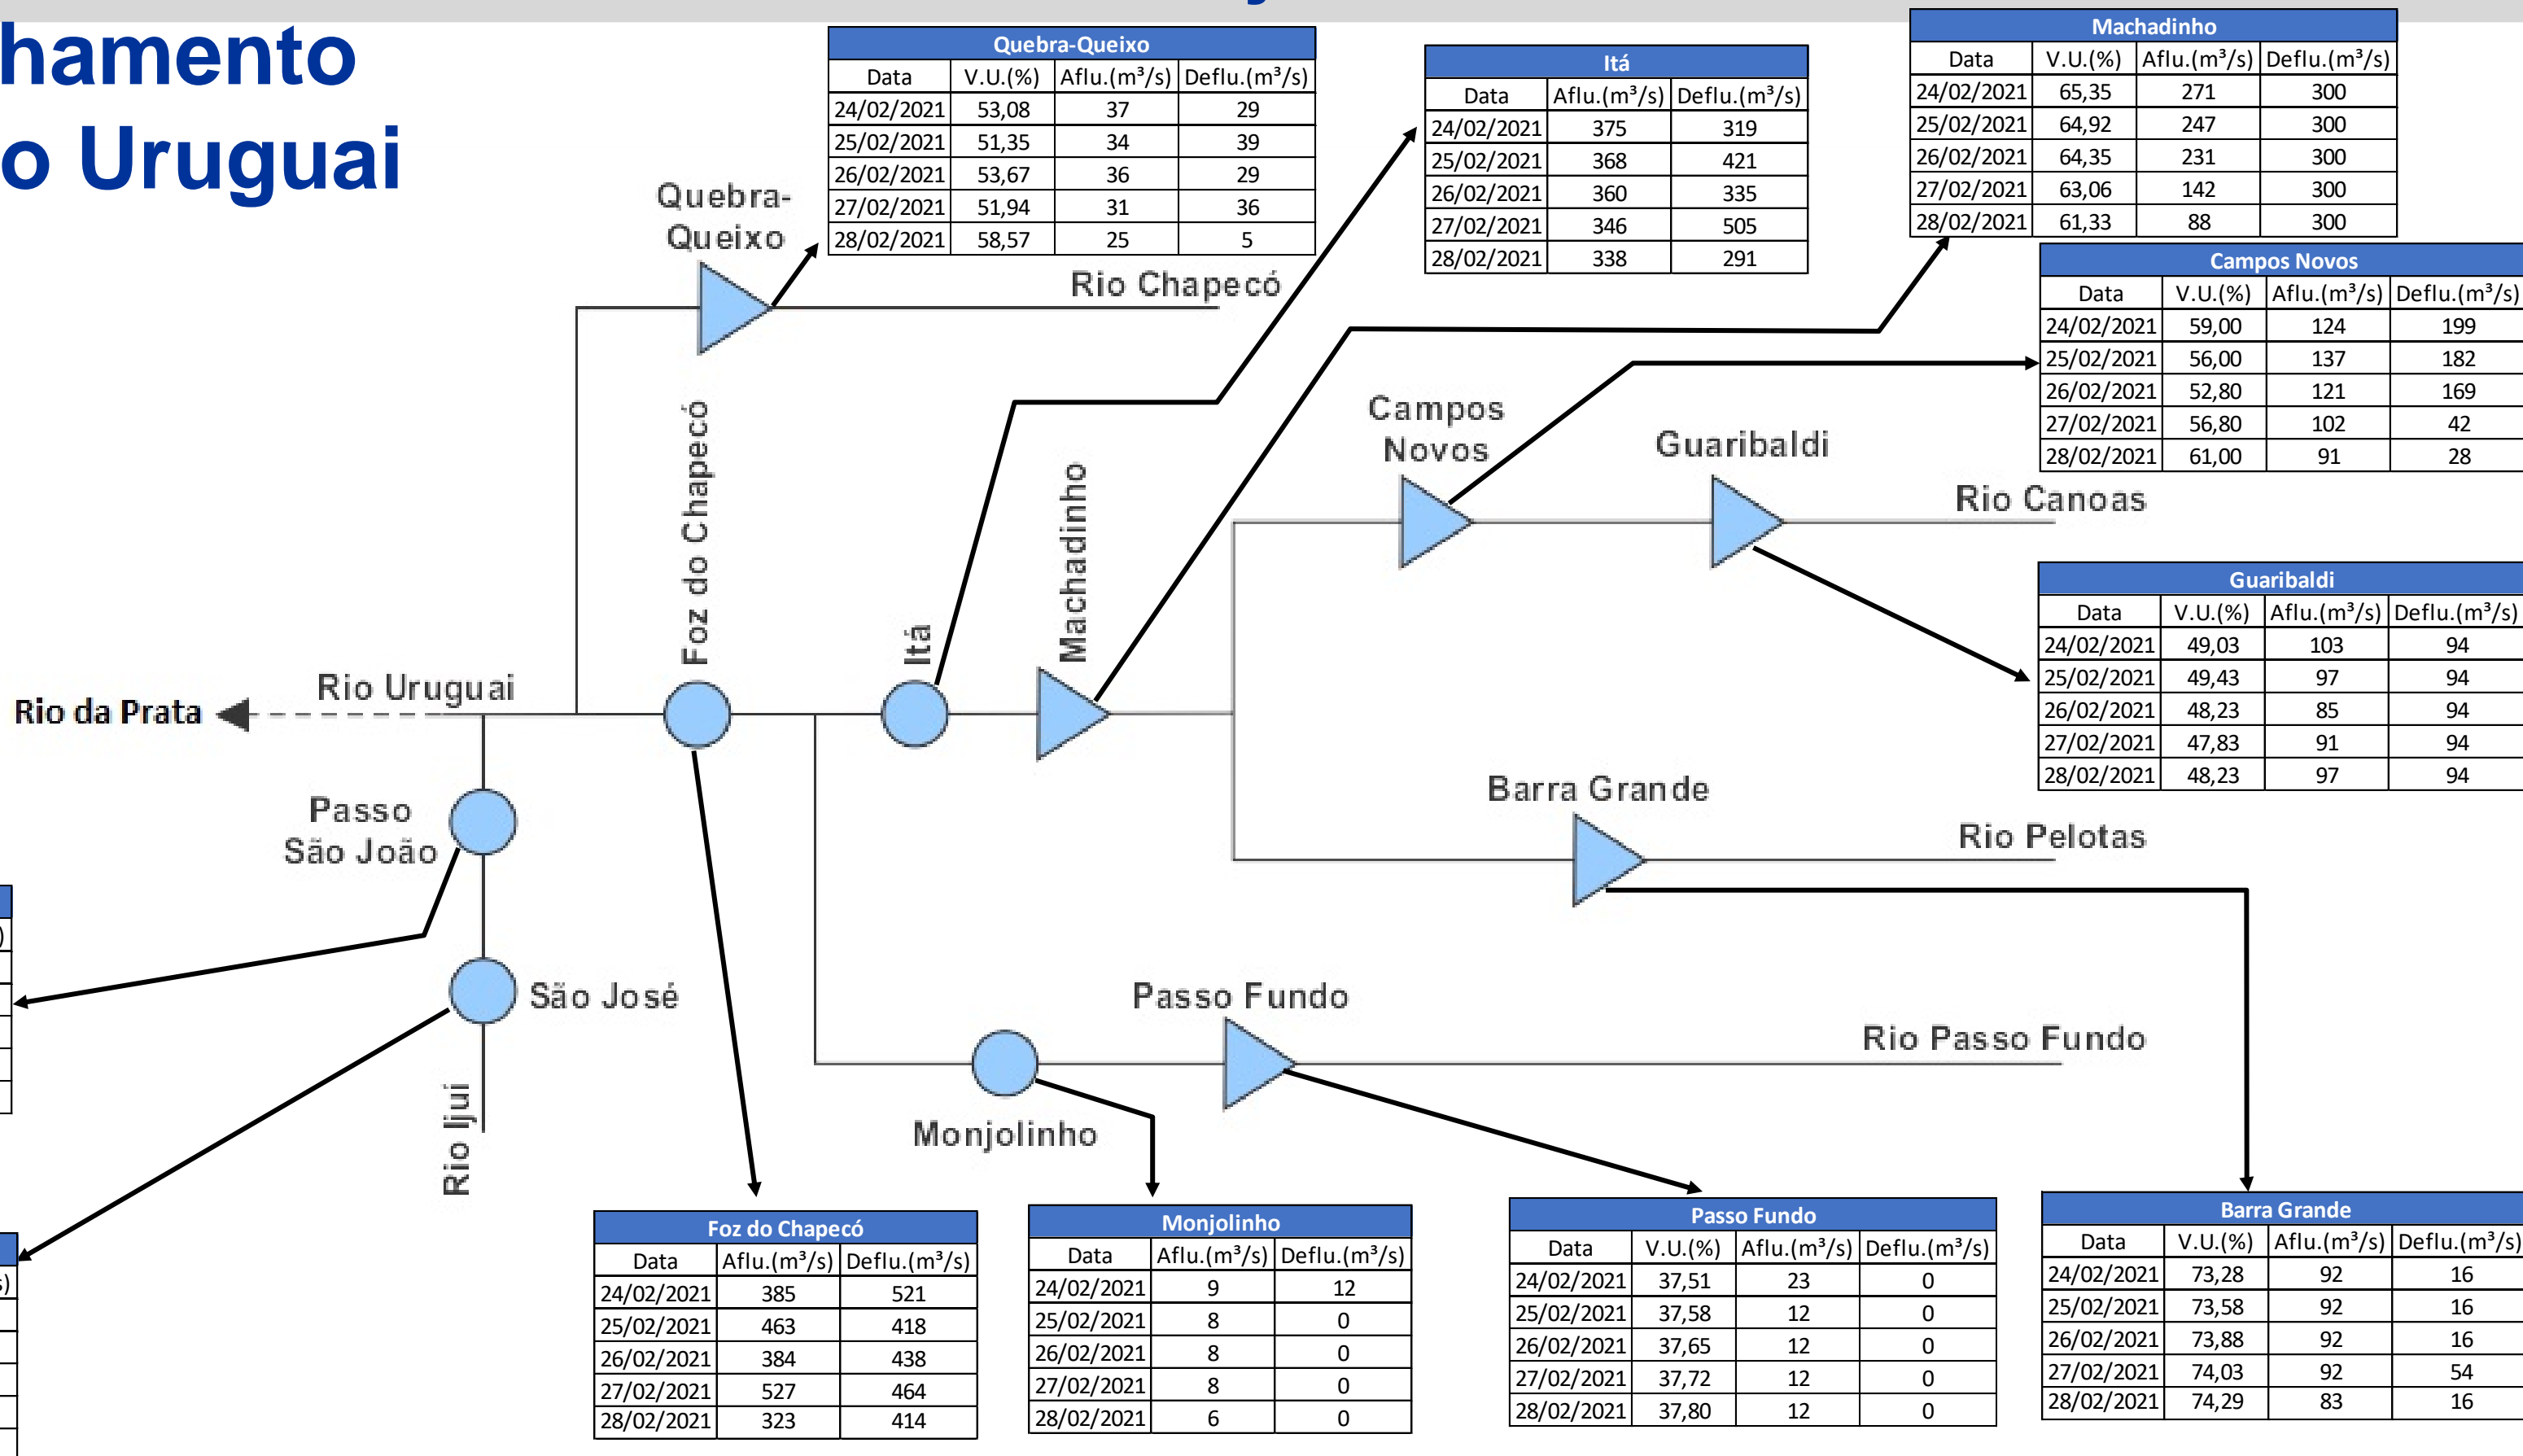 hamento
o Uruguai
Quebra-Queixo
Data V.U.(%) Aflu.(m³/s) Deflu.(m³/s)
24/02/2021 53,08 37 29
25/02/2021 51,35 34 39
26/02/2021 53,67 36 29
27/02/2021 51,94 31 36
28/02/2021 58,57 25 5
Itá
Data Aflu.(m³/s) Deflu.(m³/s)
24/02/2021 375 319
25/02/2021 368 421
26/02/2021 360 335
27/02/2021 346 505
28/02/2021 338 291
Machadinho
Data V.U.(%) Aflu.(m³/s) Deflu.(m³/s)
24/02/2021 65,35 271 300
25/02/2021 64,92 247 300
26/02/2021 64,35 231 300
27/02/2021 63,06 142 300
28/02/2021 61,33 88 300
Campos Novos
Data V.U.(%) Aflu.(m³/s) Deflu.(m³/s)
24/02/2021 59,00 124 199
25/02/2021 56,00 137 182
26/02/2021 52,80 121 169
27/02/2021 56,80 102 42
28/02/2021 61,00 91 28
Quebra-
Queixo
Rio Chapecó
Foz do Chapecó
Itá
Machadinho
Campos
Novos
Guaribaldi
Rio Canoas
Guaribaldi
Data V.U.(%) Aflu.(m³/s) Deflu.(m³/s)
24/02/2021 49,03 103 94
25/02/2021 49,43 97 94
26/02/2021 48,23 85 94
27/02/2021 47,83 91 94
28/02/2021 48,23 97 94
Rio da Prata
Rio Uruguai
Passo
São João
São José
Rio Ijui
Barra Grande
Rio Pelotas
Passo Fundo
Rio Passo Fundo
Monjolinho
)
s)
Foz do Chapecó
Data Aflu.(m³/s) Deflu.(m³/s)
24/02/2021 385 521
25/02/2021 463 418
26/02/2021 384 438
27/02/2021 527 464
28/02/2021 323 414
Monjolinho
Data Aflu.(m³/s) Deflu.(m³/s)
24/02/2021 9 12
25/02/2021 8 0
26/02/2021 8 0
27/02/2021 8 0
28/02/2021 6 0
Passo Fundo
Data V.U.(%) Aflu.(m³/s) Deflu.(m³/s)
24/02/2021 37,51 23 0
25/02/2021 37,58 12 0
26/02/2021 37,65 12 0
27/02/2021 37,72 12 0
28/02/2021 37,80 12 0
Barra Grande
Data V.U.(%) Aflu.(m³/s) Deflu.(m³/s)
24/02/2021 73,28 92 16
25/02/2021 73,58 92 16
26/02/2021 73,88 92 16
27/02/2021 74,03 92 54
28/02/2021 74,29 83 16